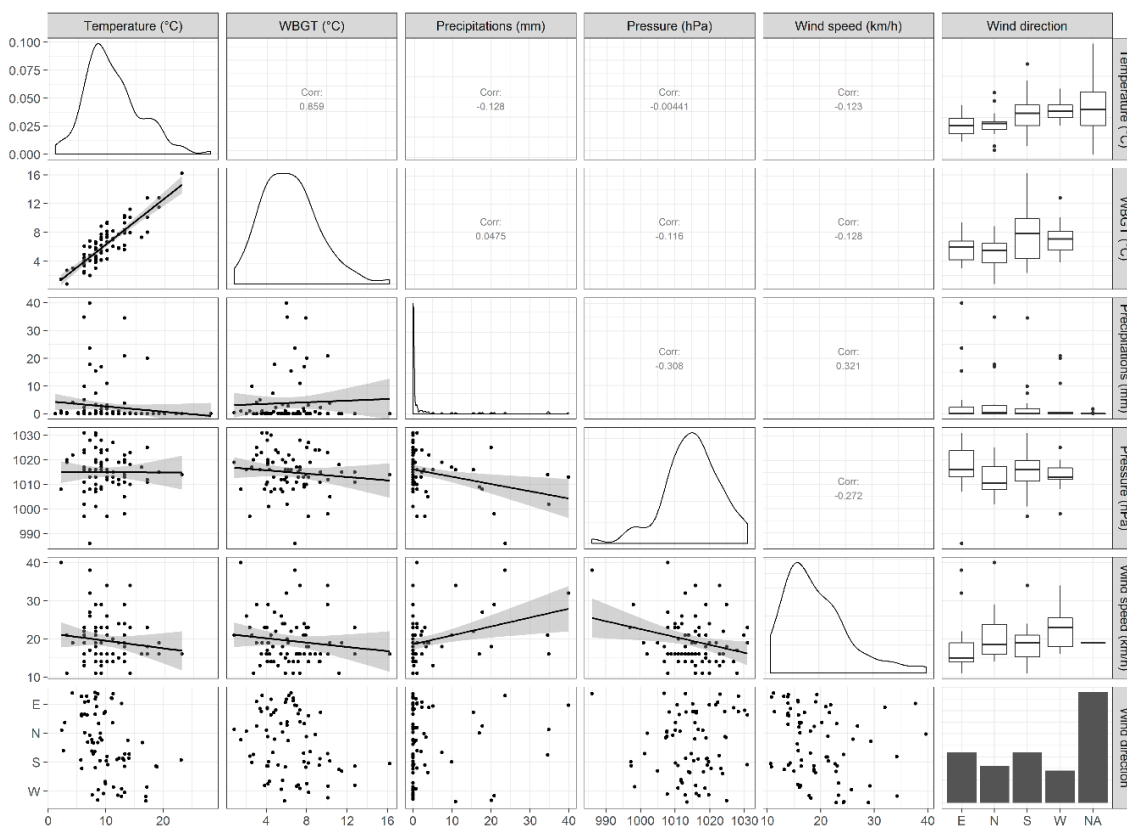 Temperature (°C) WBGT (°C) Precipitations (mm) Pressure (hPa) Wind speed (km/h) Wind direction
0.100
0.075
0.050
0.025
0.000
Corr:
0.859
Corr:
-0.128
Corr:
-0.00441
Corr:
-0.123
Temperature (°C)
16
12
8
4
Corr:
0.0475
Corr:
-0.116
Corr:
-0.128
WBGT (°C)
40
30
20
10
0
Corr:
-0.308
Corr:
0.321
Precipitations (mm)
1030
1020
1010
1000
990
Corr:
-0.272
Pressure (hPa)
40
30
20
10
Wind speed (km/h)
E
N
S
W
Wind direction
0 10 20
4 8 12 16
0 10 20 30 40
990 1000 1010 1020 1030
10 20 30 40
E N S W NA